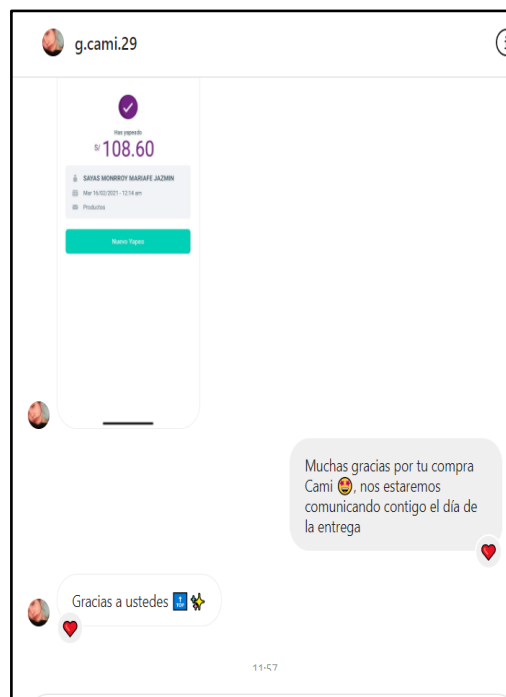 g.cami.29
Has yapeado
S/ 108.60
SAYAS MONRROY MARIAFE JAZMIN
Mar 16/02/2021 - 12:14 am
Productos
Nuevo Yapeo
Muchas gracias por tu compra
Cami 🤩, nos estaremos
comunicando contigo el día de
la entrega
Gracias a ustedes 🔝✨
11:57